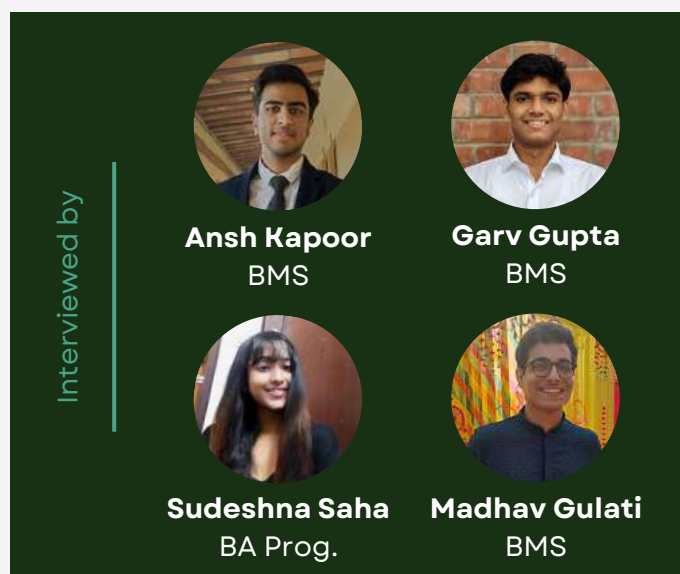 Interviewed by
Ansh Kapoor
BMS
Garv Gupta
BMS
Sudeshna Saha
BA Prog.
Madhav Gulati
BMS